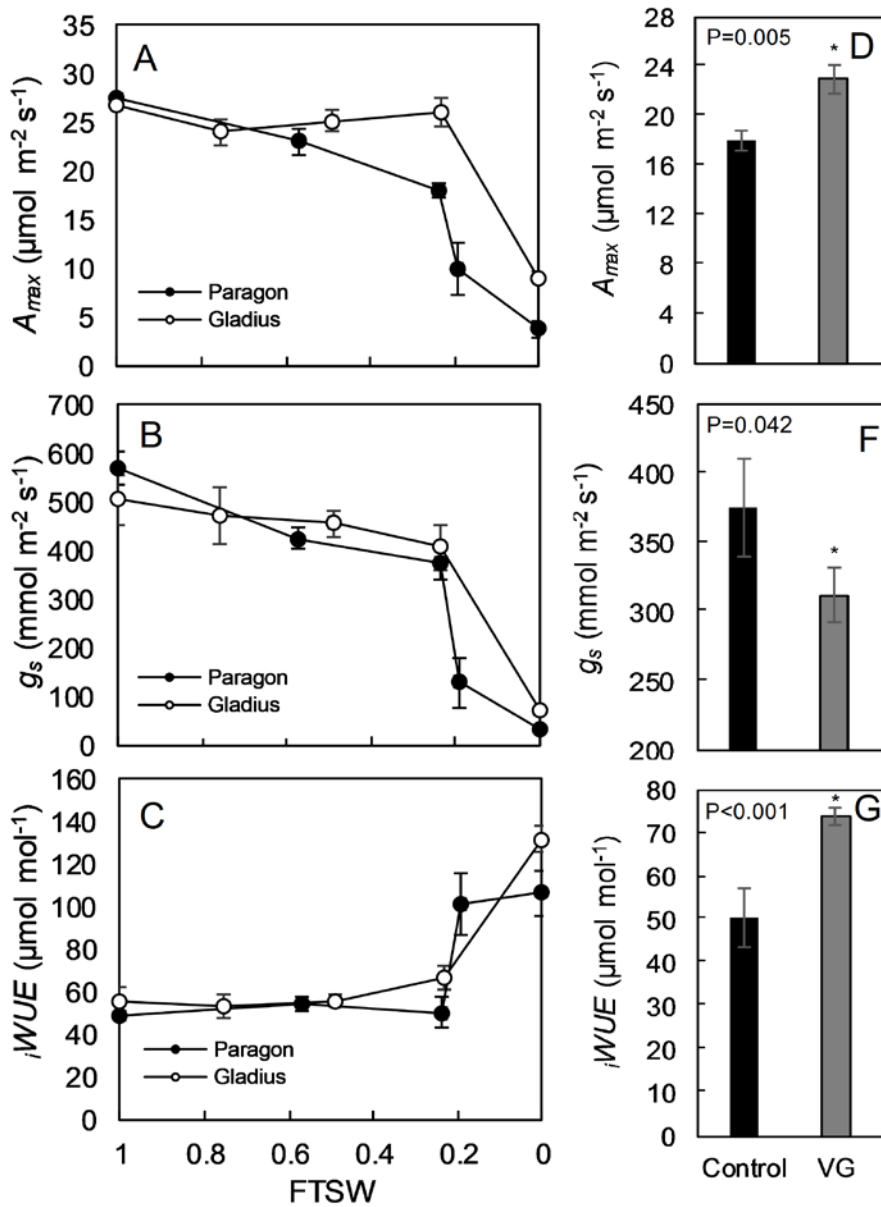 A
A_max (µmol m⁻² s⁻¹)
35
30
25
20
15
10
5
0
Paragon
Gladius
D
P=0.005
*
A_max (µmol m⁻² s⁻¹)
28
24
20
16
12
8
4
0
B
g_s (mmol m⁻² s⁻¹)
700
600
500
400
300
200
100
0
Paragon
Gladius
F
P=0.042
*
g_s (mmol m⁻² s⁻¹)
450
400
350
300
250
200
C
iWUE (µmol mol⁻¹)
160
140
120
100
80
60
40
20
0
Paragon
Gladius
1 0.8 0.6 0.4 0.2 0
FTSW
G
P<0.001
*
iWUE (µmol mol⁻¹)
80
70
60
50
40
30
20
10
0
Control VG